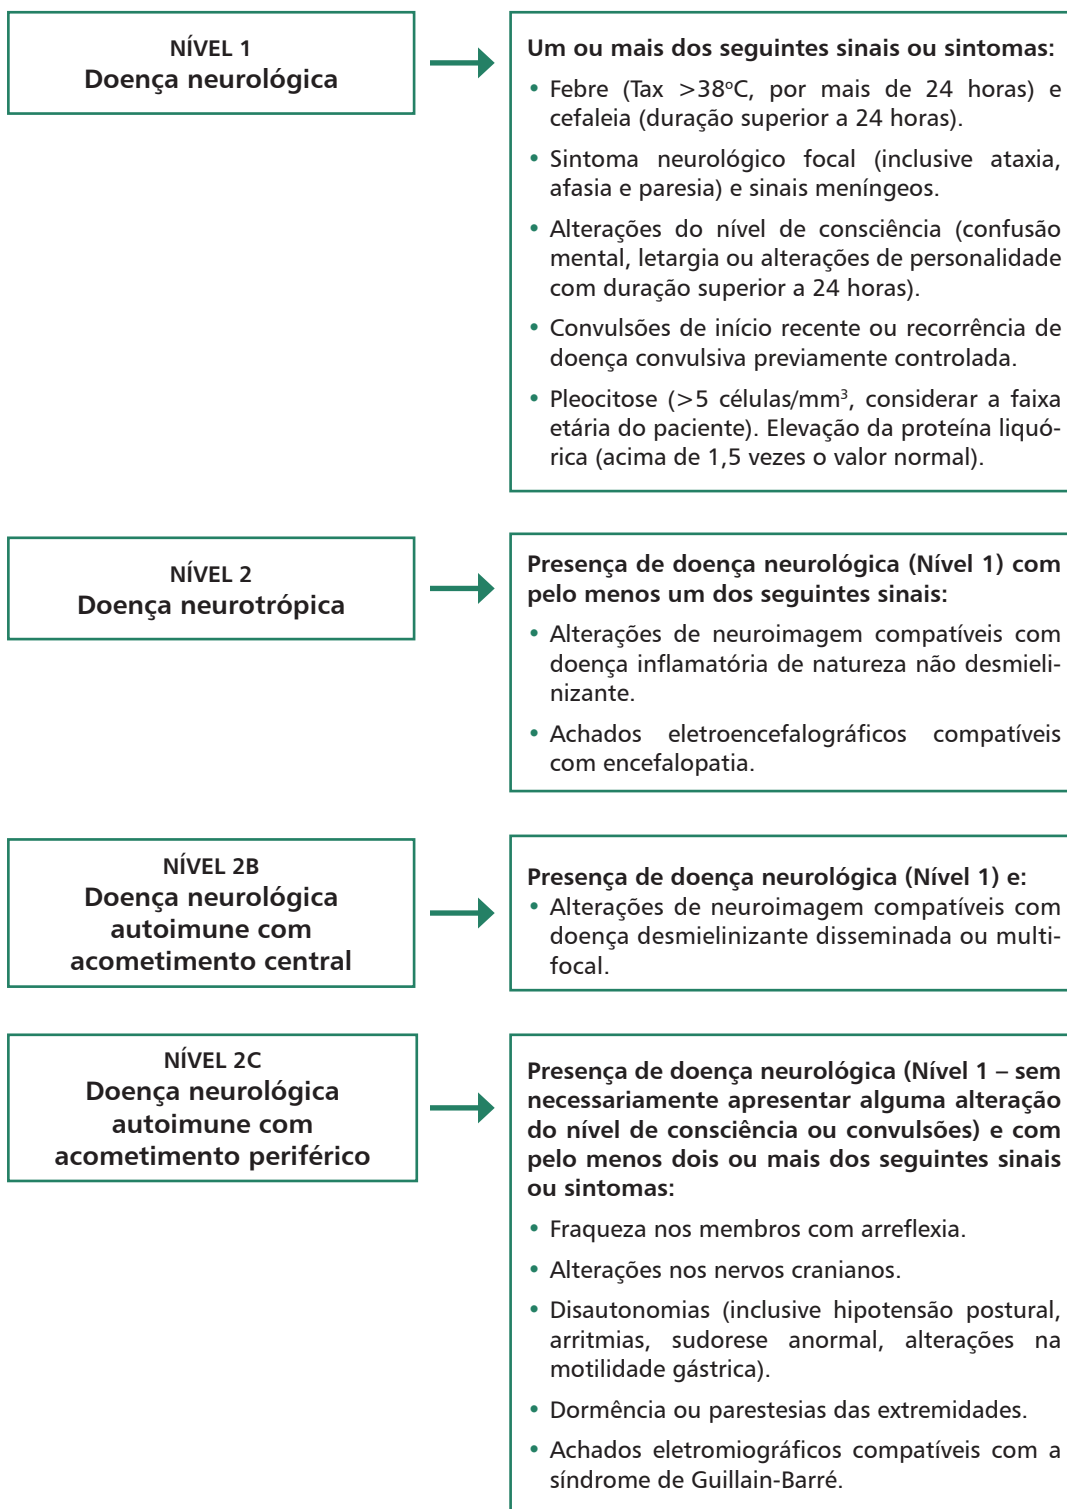 NÍVEL 1
Doença neurológica
Um ou mais dos seguintes sinais ou sintomas:
• Febre (Tax >38ºC, por mais de 24 horas) e
cefaleia (duração superior a 24 horas).
• Sintoma neurológico focal (inclusive ataxia,
afasia e paresia) e sinais meníngeos.
• Alterações do nível de consciência (confusão
mental, letargia ou alterações de personalidade
com duração superior a 24 horas).
• Convulsões de início recente ou recorrência de
doença convulsiva previamente controlada.
• Pleocitose (>5 células/mm³, considerar a faixa
etária do paciente). Elevação da proteína liquó-
rica (acima de 1,5 vezes o valor normal).
NÍVEL 2
Doença neurotrópica
Presença de doença neurológica (Nível 1) com
pelo menos um dos seguintes sinais:
• Alterações de neuroimagem compatíveis com
doença inflamatória de natureza não desmieli-
nizante.
• Achados eletroencefalográficos compatíveis
com encefalopatia.
NÍVEL 2B
Doença neurológica
autoimune com
acometimento central
Presença de doença neurológica (Nível 1) e:
• Alterações de neuroimagem compatíveis com
doença desmielinizante disseminada ou multi-
focal.
NÍVEL 2C
Doença neurológica
autoimune com
acometimento periférico
Presença de doença neurológica (Nível 1 – sem
necessariamente apresentar alguma alteração
do nível de consciência ou convulsões) e com
pelo menos dois ou mais dos seguintes sinais
ou sintomas:
• Fraqueza nos membros com arreflexia.
• Alterações nos nervos cranianos.
• Disautonomias (inclusive hipotensão postural,
arritmias, sudorese anormal, alterações na
motilidade gástrica).
• Dormência ou parestesias das extremidades.
• Achados eletromiográficos compatíveis com a
síndrome de Guillain-Barré.